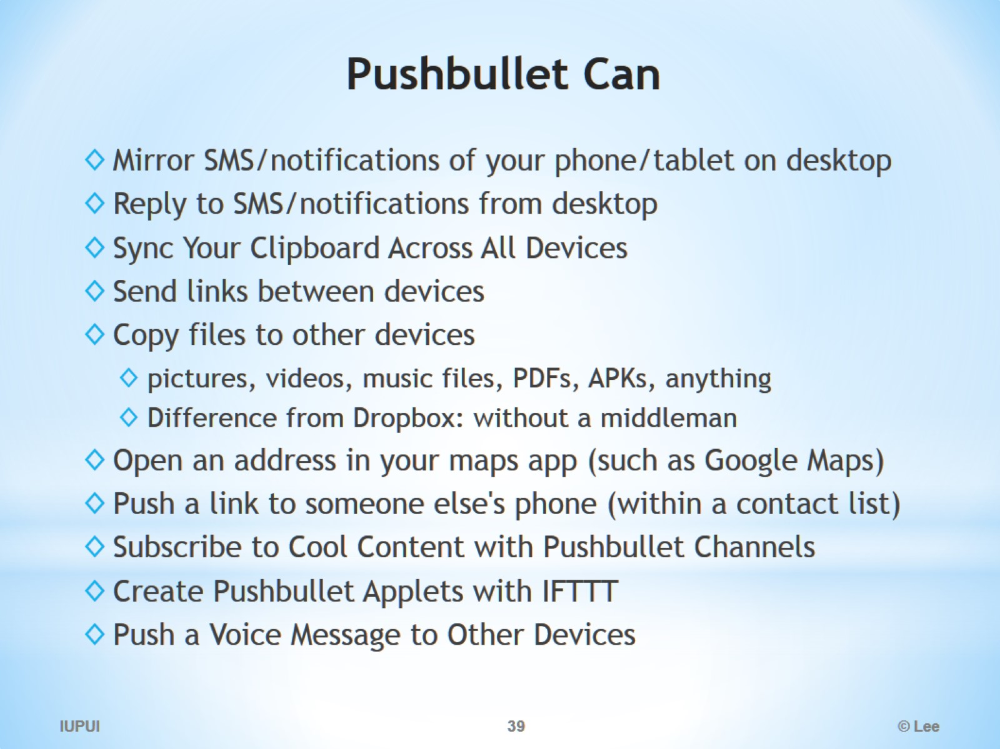 Pushbullet Can
◇ Mirror SMS/notifications of your phone/tablet on desktop
◇ Reply to SMS/notifications from desktop
◇ Sync Your Clipboard Across All Devices
◇ Send links between devices
◇ Copy files to other devices
◇ pictures, videos, music files, PDFs, APKs, anything
◇ Difference from Dropbox: without a middleman
◇ Open an address in your maps app (such as Google Maps)
◇ Push a link to someone else's phone (within a contact list)
◇ Subscribe to Cool Content with Pushbullet Channels
◇ Create Pushbullet Applets with IFTTT
◇ Push a Voice Message to Other Devices
IUPUI 39 © Lee